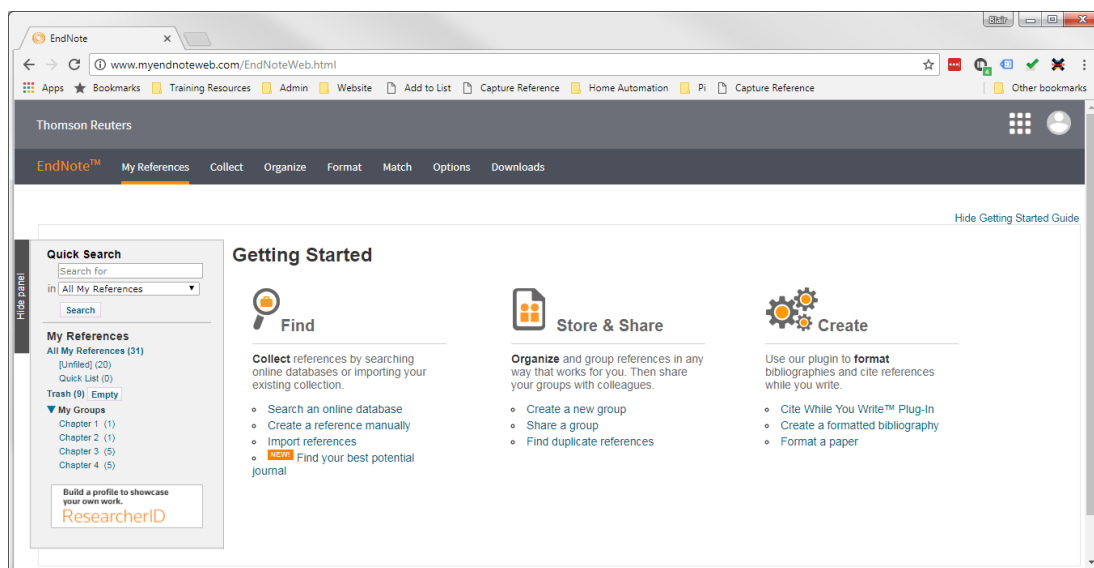 Blair
EndNote
www.myendnoteweb.com/EndNoteWeb.html
Apps Bookmarks Training Resources Admin Website Add to List Capture Reference Home Automation Pi Capture Reference Other bookmarks
Thomson Reuters
EndNote™ My References Collect Organize Format Match Options Downloads
Hide Getting Started Guide
Hide panel
Quick Search
Search for
in All My References
Search
My References
All My References (31)
[Unfiled] (20)
Quick List (0)
Trash (9) Empty
My Groups
Chapter 1 (1)
Chapter 2 (1)
Chapter 3 (5)
Chapter 4 (5)
Build a profile to showcase
your own work.
ResearcherID
Getting Started
Find
Collect references by searching
online databases or importing your
existing collection.
Search an online database
Create a reference manually
Import references
NEW! Find your best potential
journal
Store & Share
Organize and group references in any
way that works for you. Then share
your groups with colleagues.
Create a new group
Share a group
Find duplicate references
Create
Use our plugin to format
bibliographies and cite references
while you write.
Cite While You Write™ Plug-In
Create a formatted bibliography
Format a paper